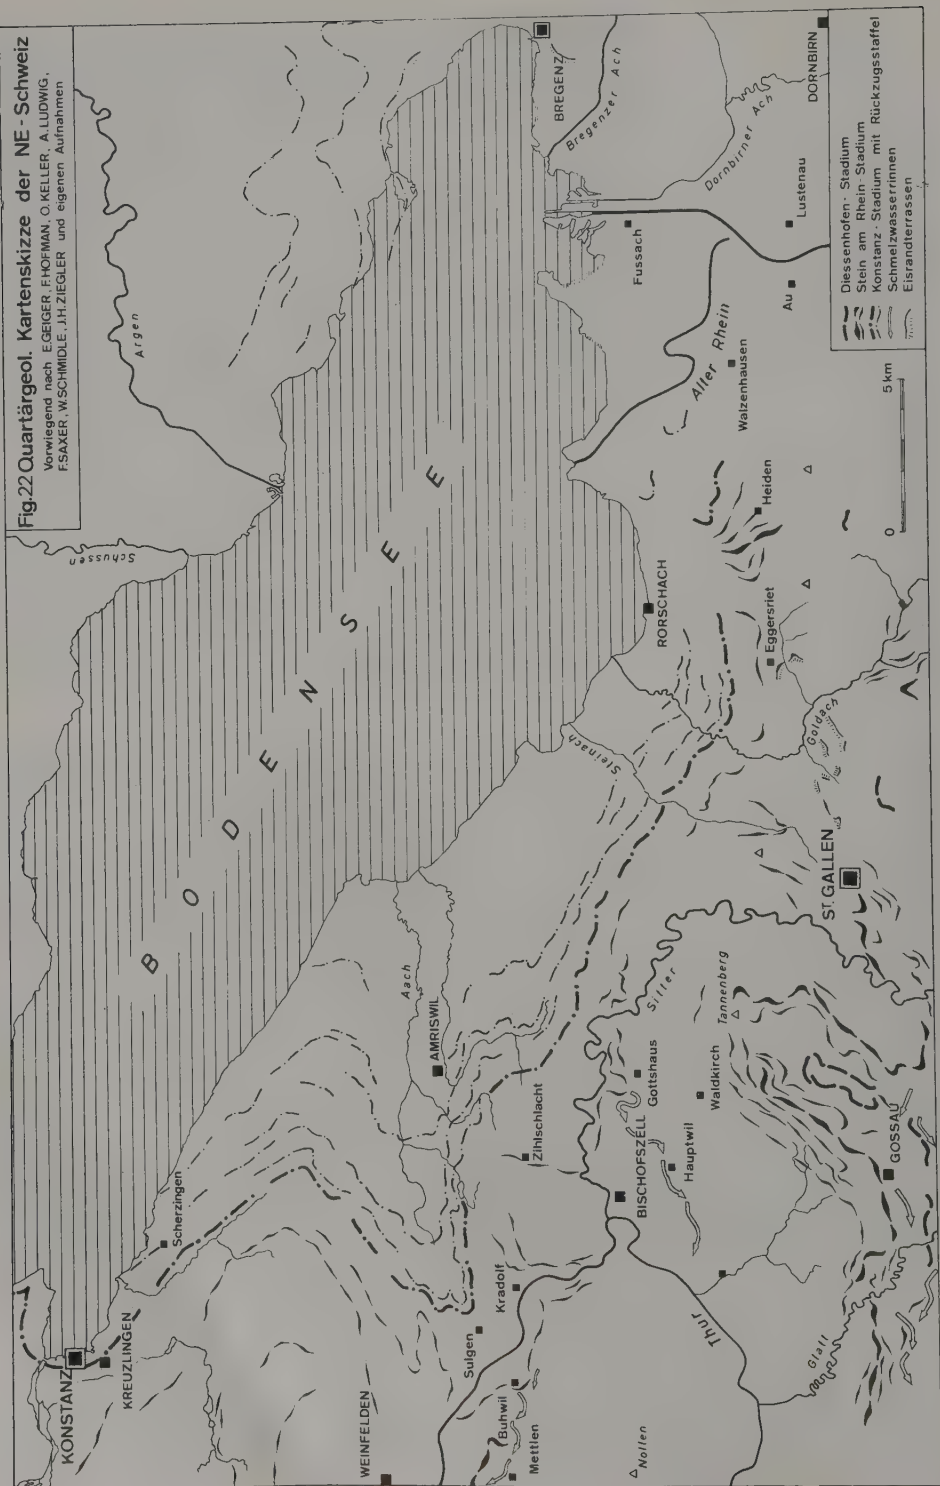 Fig.22 Quartärgeol. Kartenskizze der NE-Schweiz
Vorwiegend nach E.GEIGER, F.HOFMAN, O.KELLER, A.LUDWIG,
F.SAXER, W.SCHMIDLE, J.H.ZIEGLER und eigenen Aufnahmen
Schussen
Argen
BODENSEE
KONSTANZ
KREUZLINGEN
Scherzingen
WEINFELDEN
Aach
AMRISWIL
Sulgen
Kradolf
Buhwil
Mettlen
Nollen
Zihlschlacht
BISCHOFSZELL
Gottshaus
Hauptwil
Waldkirch
Tannenberg
Sitter
Thur
Glatt
GOSSAU
ST. GALLEN
Steinach
Goldach
RORSCHACH
Eggersriet
Heiden
Walzenhausen
Alter Rhein
Au
Lustenau
Fussach
BREGENZ
Bregenzer Ach
Dornbirner Ach
DORNBIRN
0 5 km
Diessenhofen-Stadium
Stein am Rhein-Stadium
Konstanz-Stadium mit Rückzugsstaffel
Schmelzwasserrinnen
Eisrandterrassen